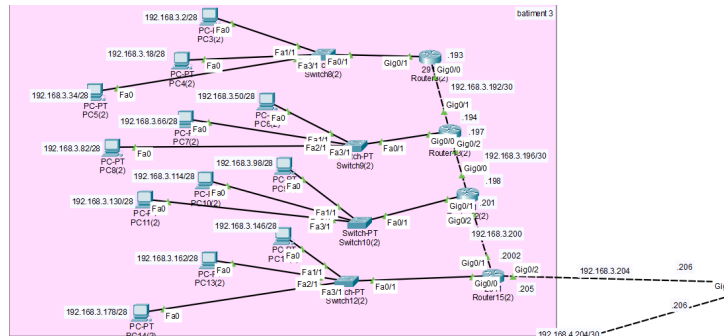 batiment 3
192.168.3.2/28
Fa0
PC-PT
PC3(2)
192.168.3.18/28
Fa0
PC-PT
PC4(2)
192.168.3.34/28
Fa0
PC-PT
PC5(2)
Fa1/1
Fa3/1
Fa0/1
Switch8(2)
Gig0/1
.193
Gig0/0
192.168.3.192/30
Gig0/1
.194
192.168.3.50/28
Fa0
192.168.3.66/28
Fa0
PC7(2)
192.168.3.82/28
Fa0
PC-PT
PC8(2)
Fa2/1
Fa3/1
Fa0/1
Switch9(2)
Gig0/0
.197
Gig0/2
192.168.3.196/30
Gig0/0
.198
192.168.3.98/28
Fa0
192.168.3.114/28
Fa0
PC10(2)
192.168.3.130/28
Fa0
PC11(2)
Fa1/1
Fa3/1
Fa0/1
Switch-PT
Switch10(2)
Gig0/1
.201
Gig0/2
192.168.3.200
192.168.3.146/28
Fa0
192.168.3.162/28
Fa0
PC13(2)
192.168.3.178/28
Fa0
PC-PT
PC14(2)
Fa1/1
Fa2/1
Fa3/1
Fa0/1
Switch12(2)
.2002
Gig0/1
Gig0/0
Gig0/2
.205
Router15(2)
192.168.3.204
.206
.206
192.168.4.204/30